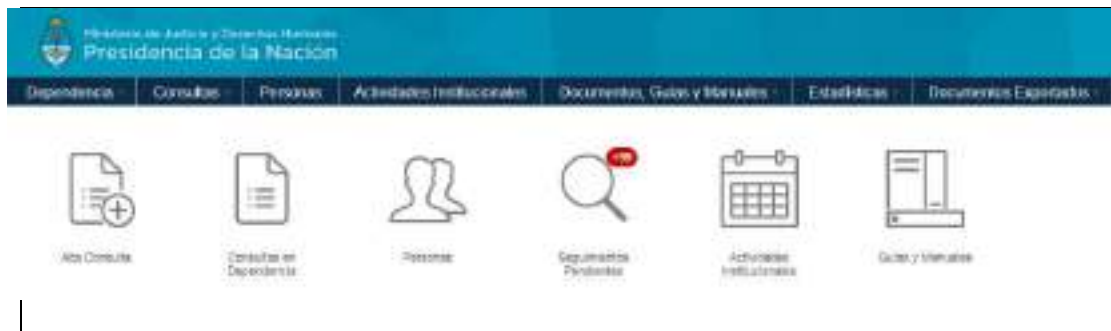 Ministerio de Justicia y Derechos Humanos
Presidencia de la Nación
Dependencia Consultas Personas Actividades Institucionales Documentos, Guías y Manuales Estadísticas Documentos Exportados
Alta Consulta
Consultas en
Dependencia
Personas
Seguimientos
Pendientes
Actividades
Institucionales
Guías y Manuales